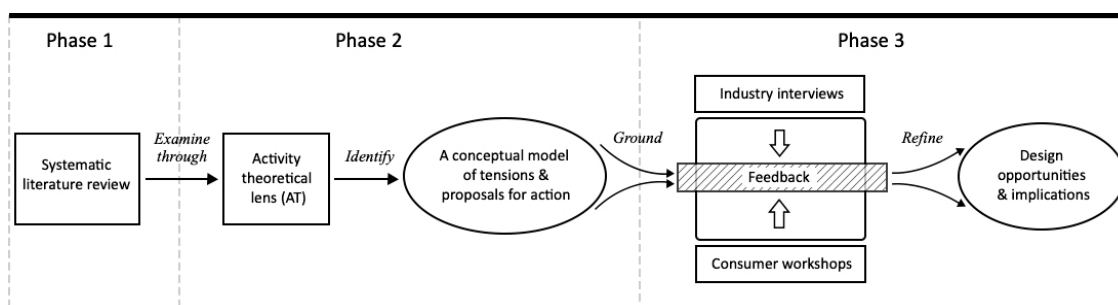 Phase 1
Phase 2
Phase 3
Systematic
literature review
Examine
through
Activity
theoretical
lens (AT)
Identify
A conceptual model
of tensions &
proposals for action
Ground
Industry interviews
Feedback
Consumer workshops
Refine
Design
opportunities
& implications